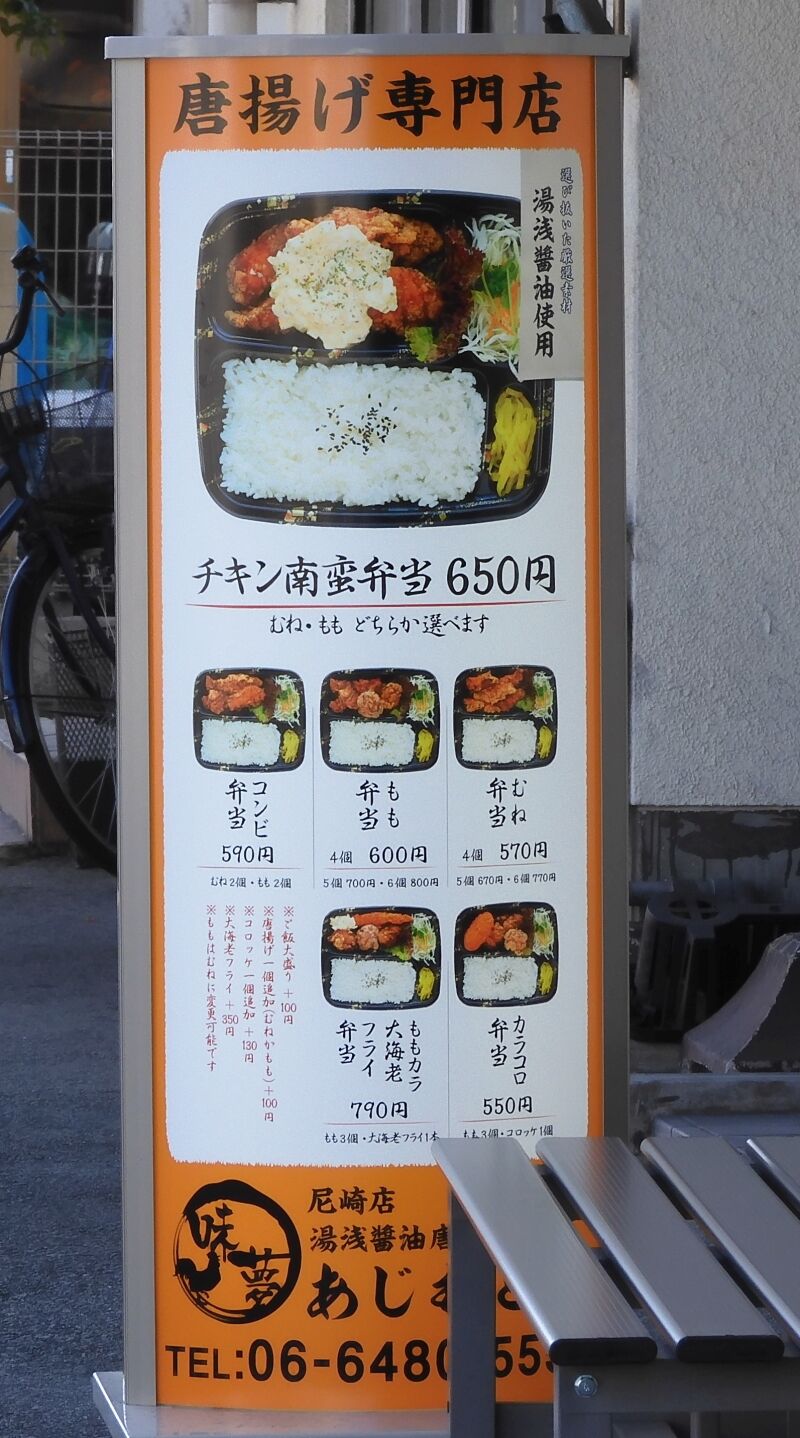 唐揚げ専門店
選び抜いた厳選素材
湯浅醬油使用
チキン南蛮弁当 650円
むね・もも どちらか選べます
コンビ
弁当
590円
むね2個・もも2個
もも
弁当
4個 600円
5個 700円・6個 800円
むね
弁当
4個 570円
5個 670円・6個 770円
※ご飯大盛り+100円
※唐揚げ一個追加(むねかもも)+100円
※コロッケ一個追加 +130円
※大海老フライ+350円
※ももはむねに変更可能です
ももカラ
大海老
フライ
弁当
790円
もも3個・大海老フライ1本
カラコロ
弁当
550円
もも3個・コロッケ1個
味夢
尼崎店
湯浅醬油唐
あじ
TEL:06-6480 55